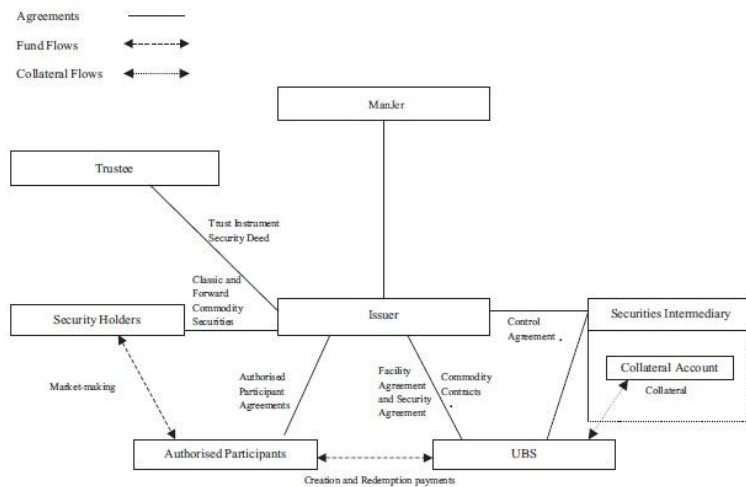 Agreements
Fund Flows
Collateral Flows
ManJer
Trustee
Trust Instrument
Security Deed
Classic and
Forward
Commodity
Securities
Security Holders
Issuer
Securities Intermediary
Control
Agreement .
Collateral Account
Collateral
Market-making
Authorised
Participant
Agreements
Facility
Agreement
and Security
Agreement
Commodity
Contracts
.
Authorised Participants
UBS
Creation and Redemption payments